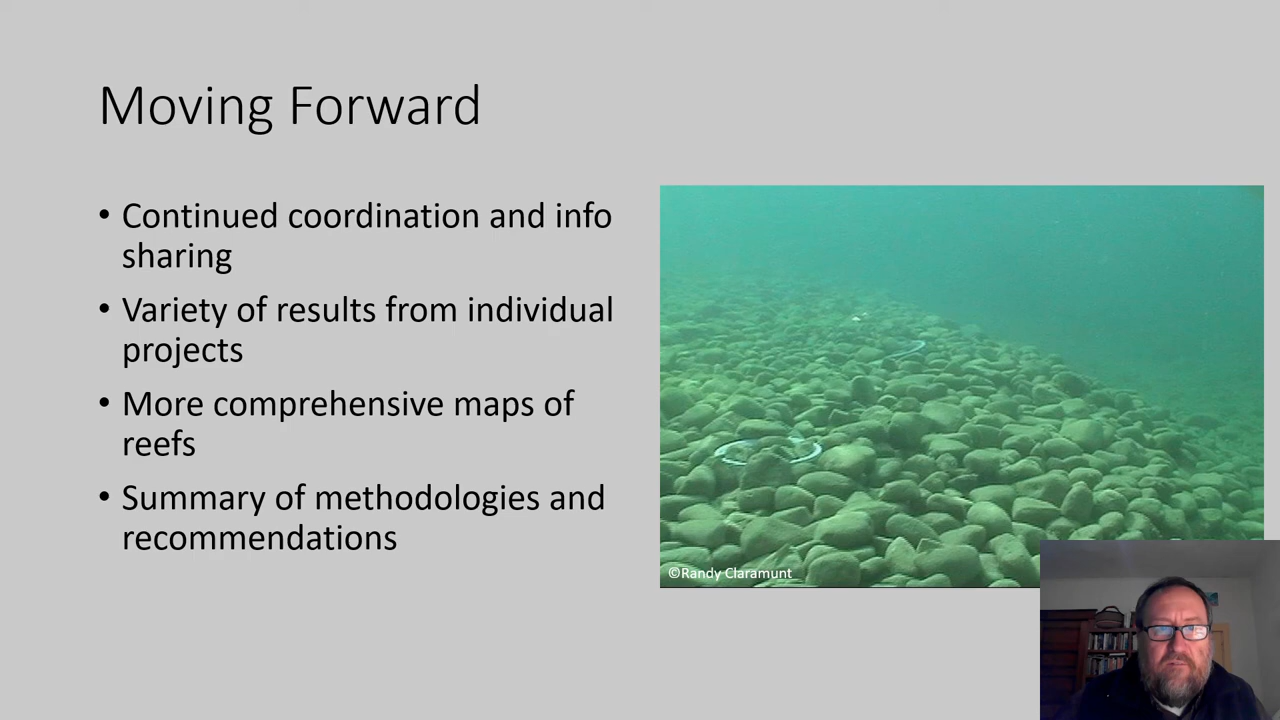 Moving Forward
• Continued coordination and info
sharing
• Variety of results from individual
projects
• More comprehensive maps of
reefs
• Summary of methodologies and
recommendations
©Randy Claramunt